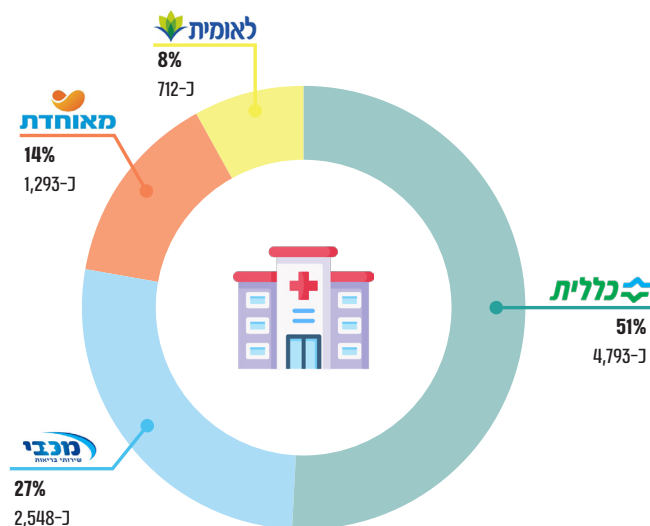 לאומית
8%
כ-712
מאוחדת
14%
כ-1,293
כללית
51%
כ-4,793
מכבי
שירותי בריאות
27%
כ-2,548